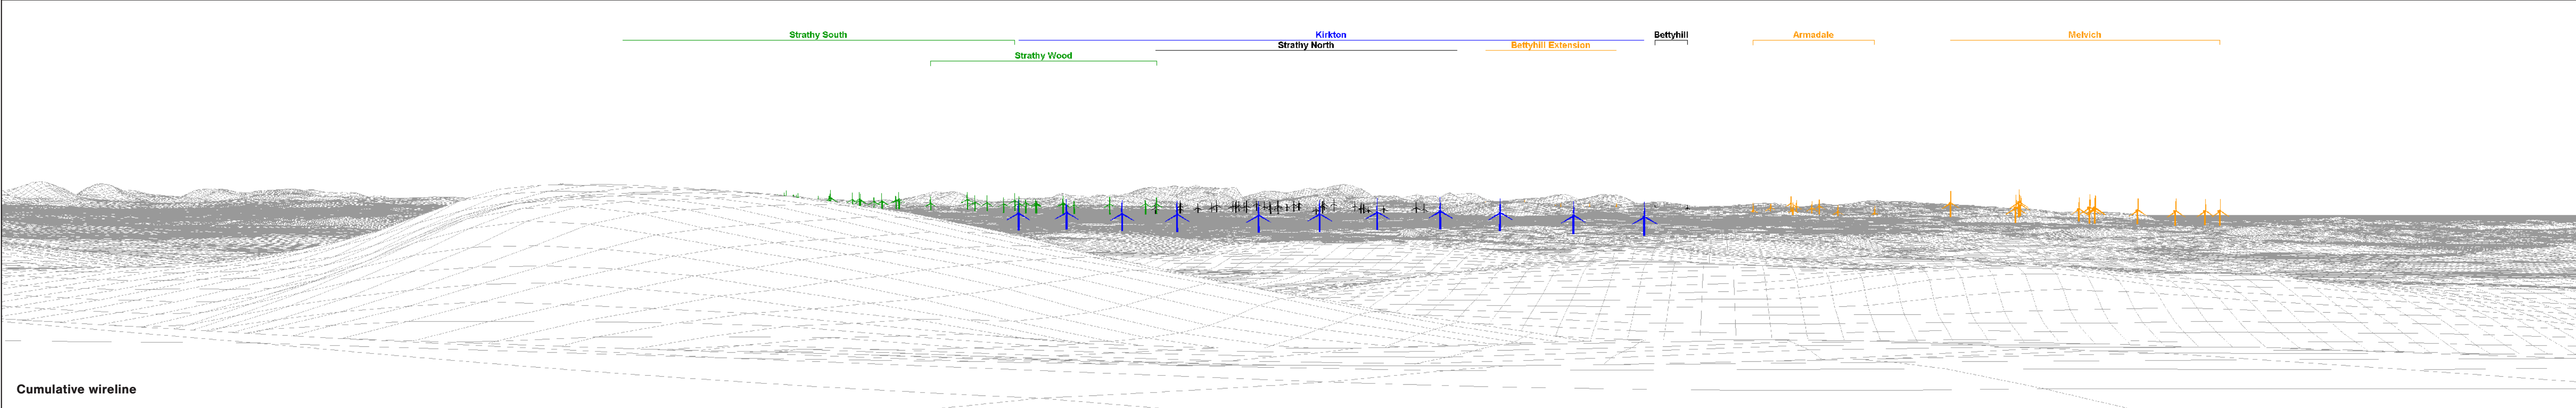 Strathy South
Kirkton
Bettyhill
Armadale
Melvich
Strathy North
Bettyhill Extension
Strathy Wood
Cumulative wireline